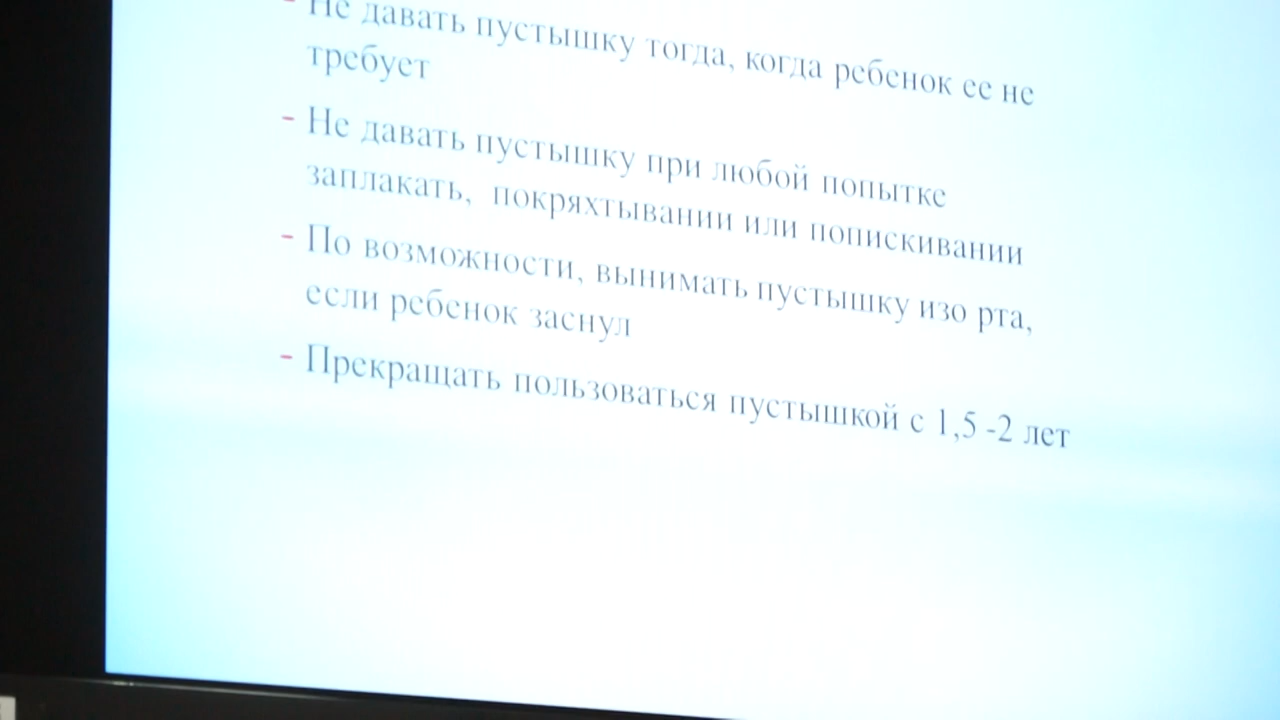 - Не давать пустышку тогда, когда ребенок ее не
требует
- Не давать пустышку при любой попытке
заплакать, покряхтывании или попискивании
- По возможности, вынимать пустышку изо рта,
если ребенок заснул
- Прекращать пользоваться пустышкой с 1,5 -2 лет